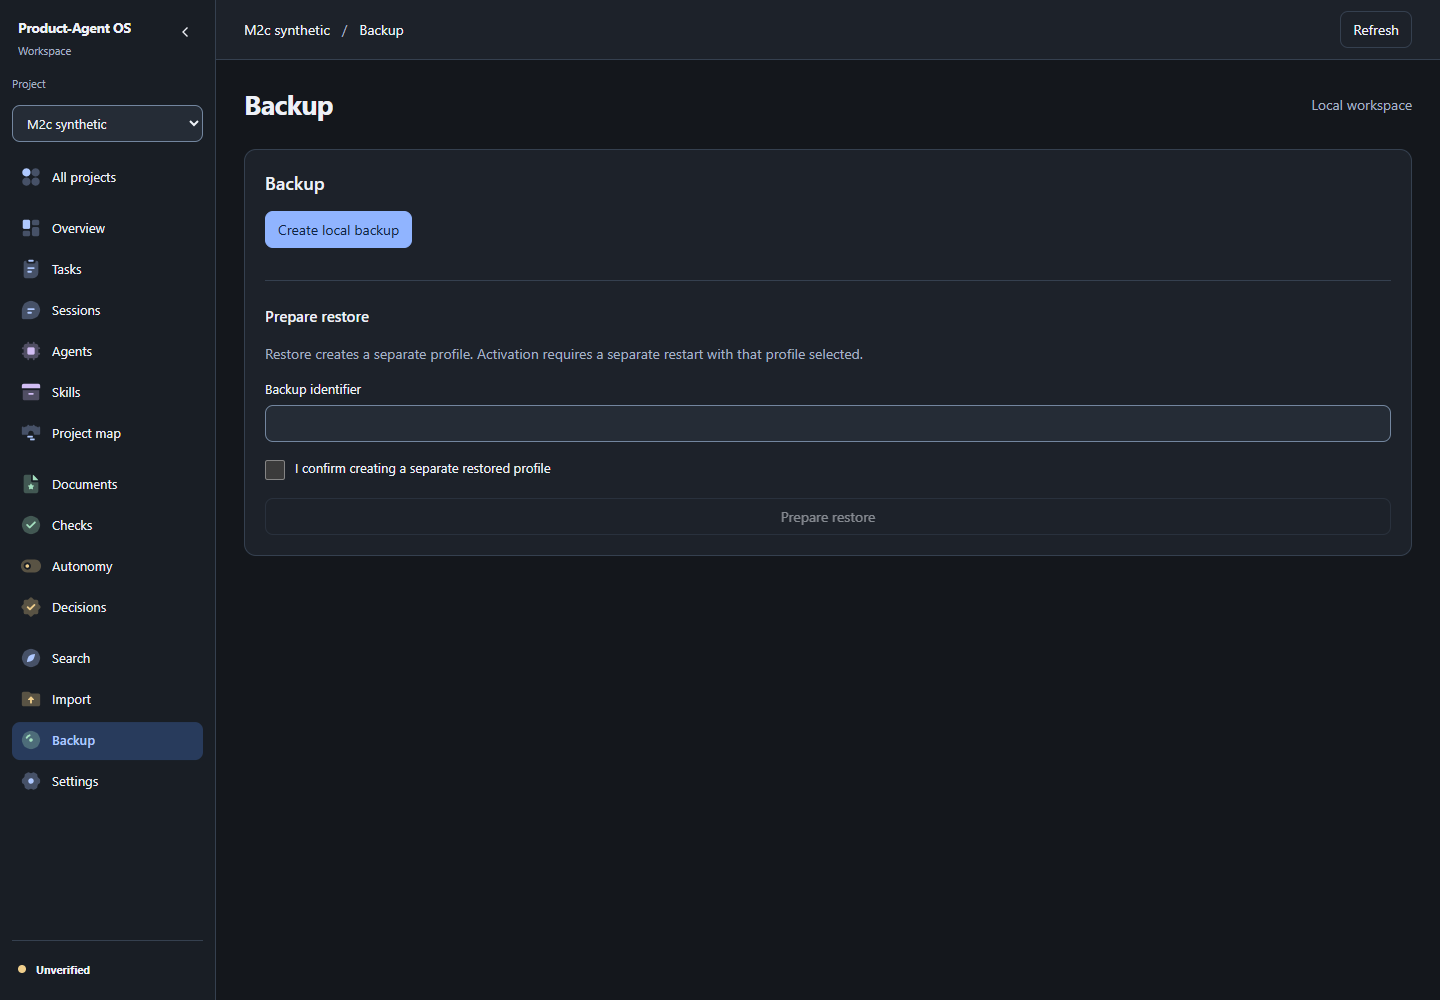 Product-Agent OS
Workspace
Project
M2c synthetic
All projects
Overview
Tasks
Sessions
Agents
Skills
Project map
Documents
Checks
Autonomy
Decisions
Search
Import
Backup
Settings
Unverified
M2c synthetic / Backup
Refresh
Backup
Local workspace
Backup
Create local backup
Prepare restore
Restore creates a separate profile. Activation requires a separate restart with that profile selected.
Backup identifier
I confirm creating a separate restored profile
Prepare restore